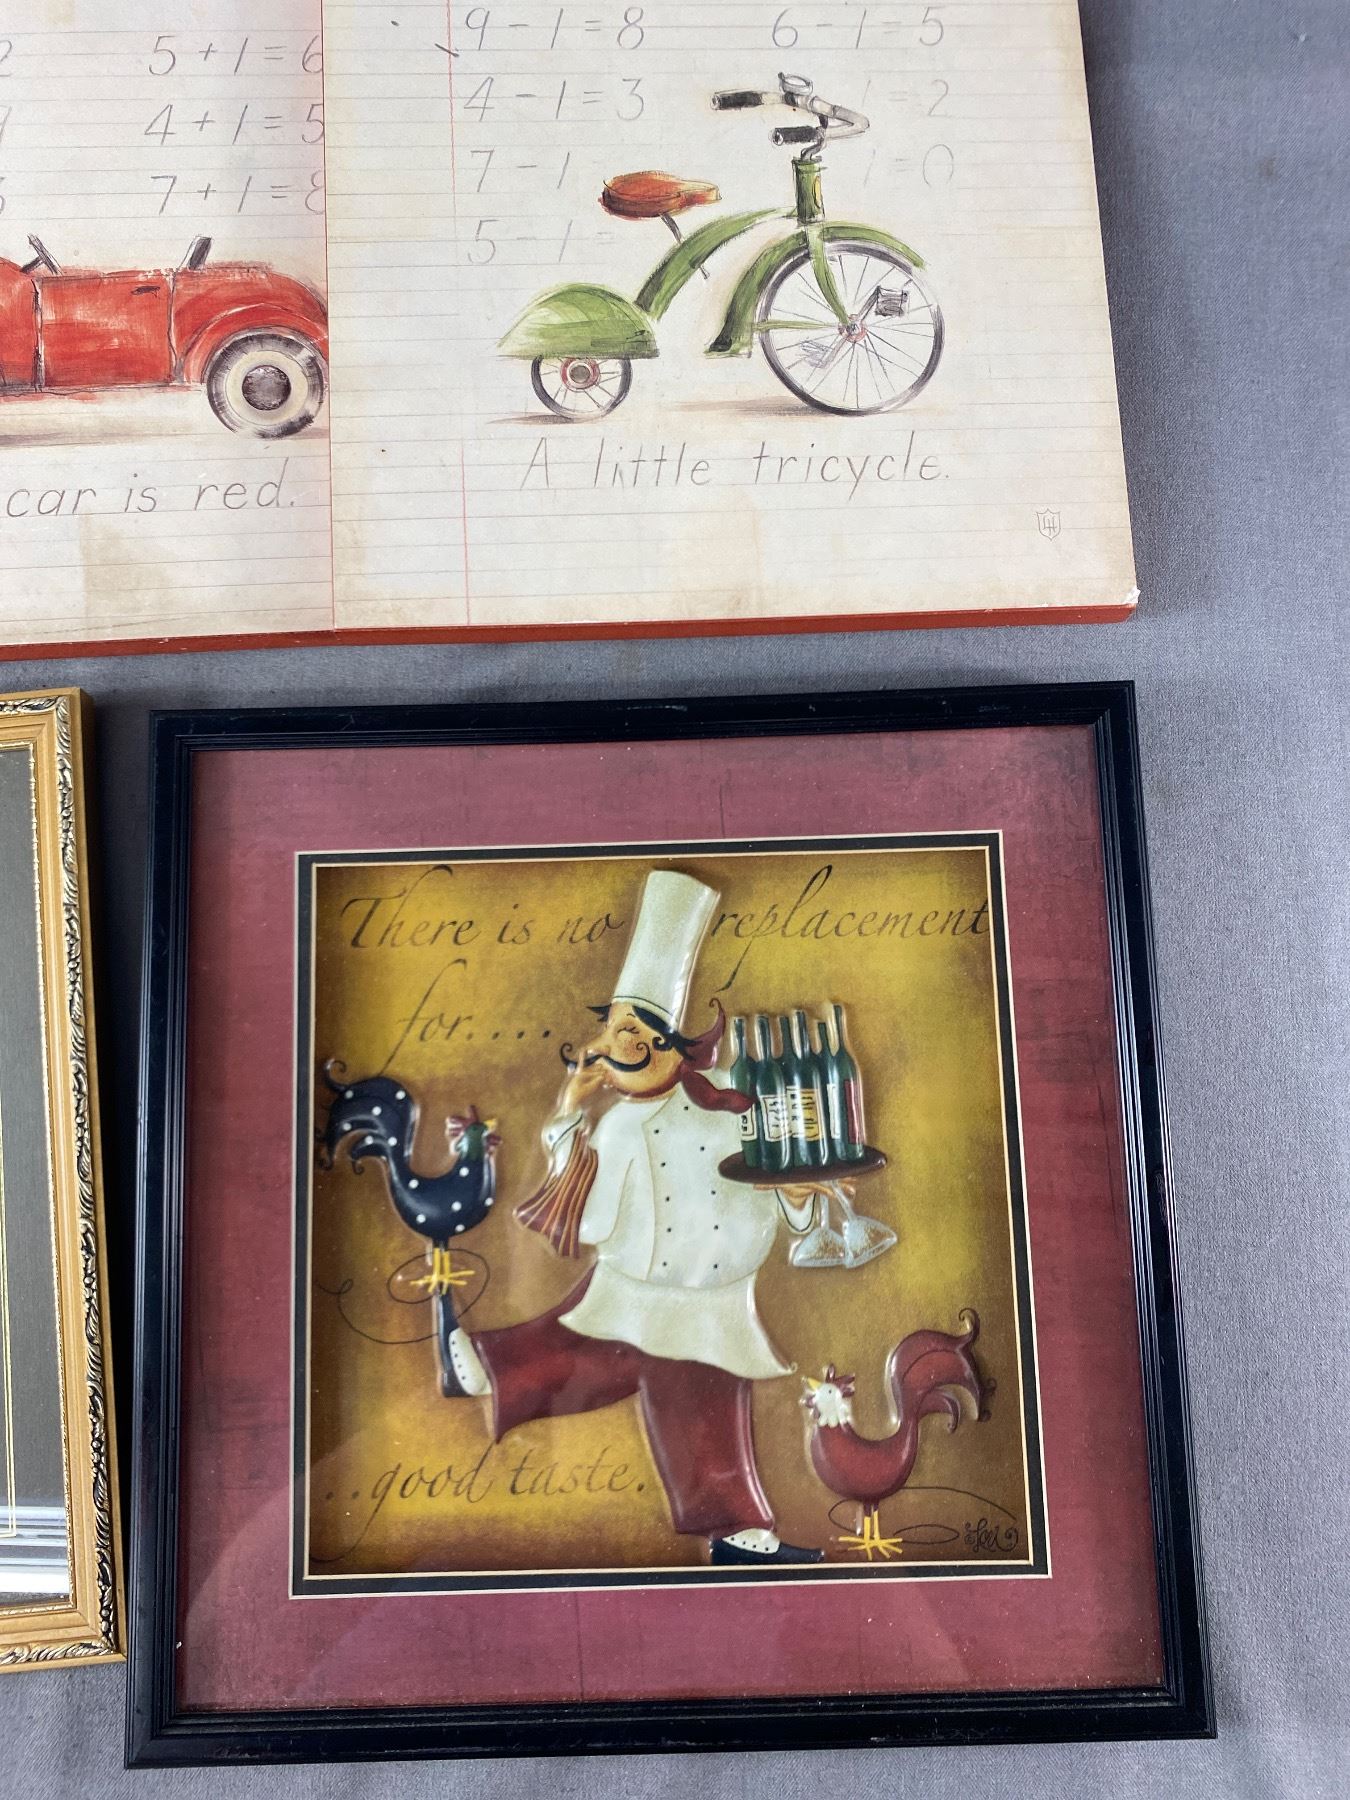 5 + 1 = 6
4 + 1 = 5
7 + 1 = 8
car is red.
9 - 1 = 8 6 - 1 = 5
4 - 1 = 3 1 = 2
7 - 1 1 = 0
5 - 1 =
A little tricycle.
LH
There is no replacement
for....
..good taste.